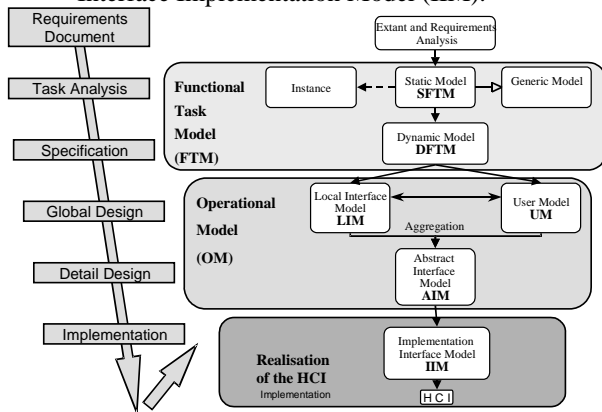 Interface Implementation Model (IIM).
Requirements
Document
Task Analysis
Specification
Global Design
Detail Design
Implementation
Extant and Requirements
Analysis
Functional
Task
Model
(FTM)
Instance
Static Model
SFTM
Generic Model
Dynamic Model
DFTM
Operational
Model
(OM)
Local Interface
Model
LIM
User Model
UM
Aggregation
Abstract
Interface
Model
AIM
Realisation
of the HCI
Implementation
Implementation
Interface Model
IIM
H C I